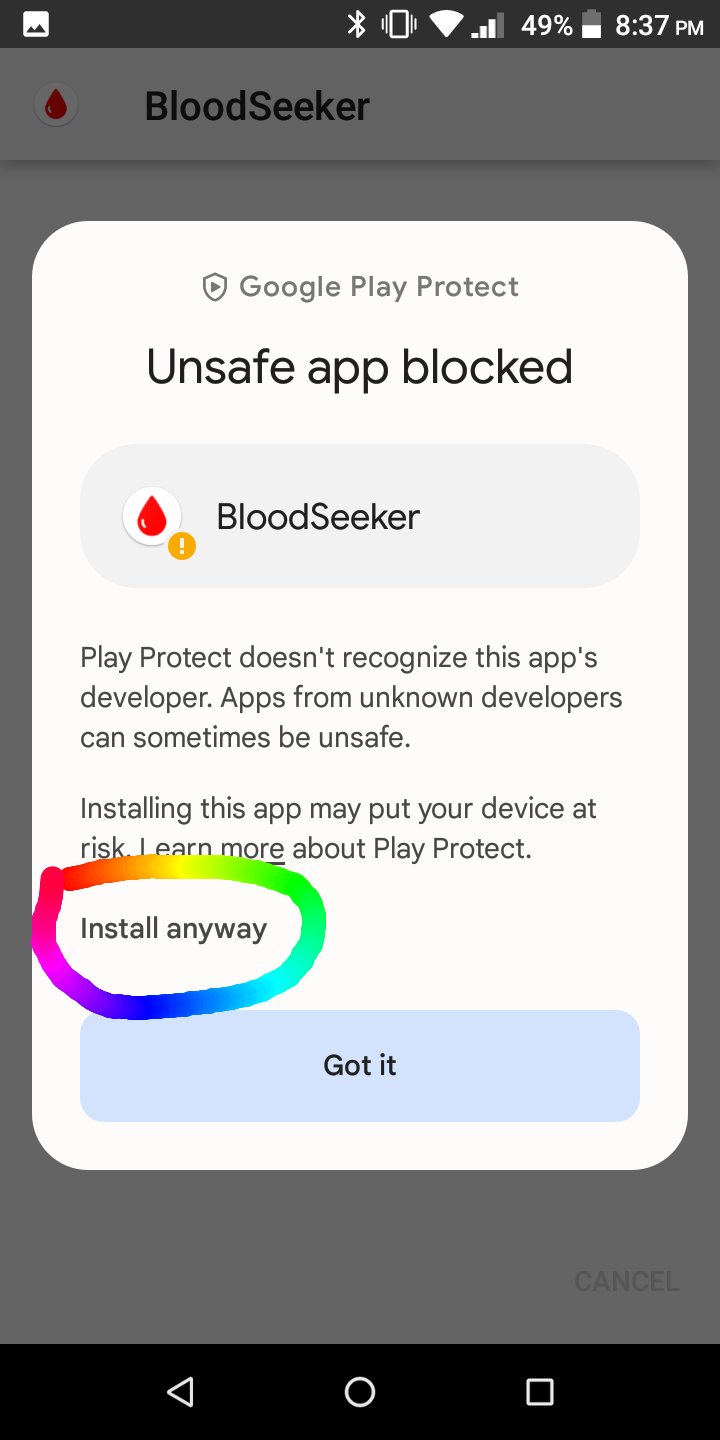 49% 8:37 PM
BloodSeeker
Google Play Protect
Unsafe app blocked
BloodSeeker
Play Protect doesn't recognize this app's
developer. Apps from unknown developers
can sometimes be unsafe.
Installing this app may put your device at
risk. Learn more about Play Protect.
Install anyway
Got it
CANCEL